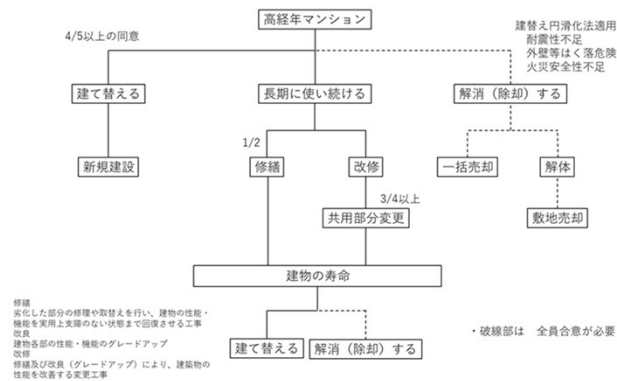 高経年マンション
建替え円滑化法適用
耐震性不足
外壁等はく落危険
火災安全性不足
4/5以上の同意
建て替える
長期に使い続ける
解消（除却）する
1/2
新規建設
修繕
改修
一括売却
解体
3/4以上
共用部分変更
敷地売却
建物の寿命
修繕
劣化した部分の修理や取替えを行い、建物の性能・
機能を実用上支障のない状態まで回復させる工事
改良
建物各部の性能・機能のグレードアップ
改修
修繕及び改良（グレードアップ）により、建築物の
性能を改善する変更工事
建て替える
解消（除却）する
・破線部は　全員合意が必要